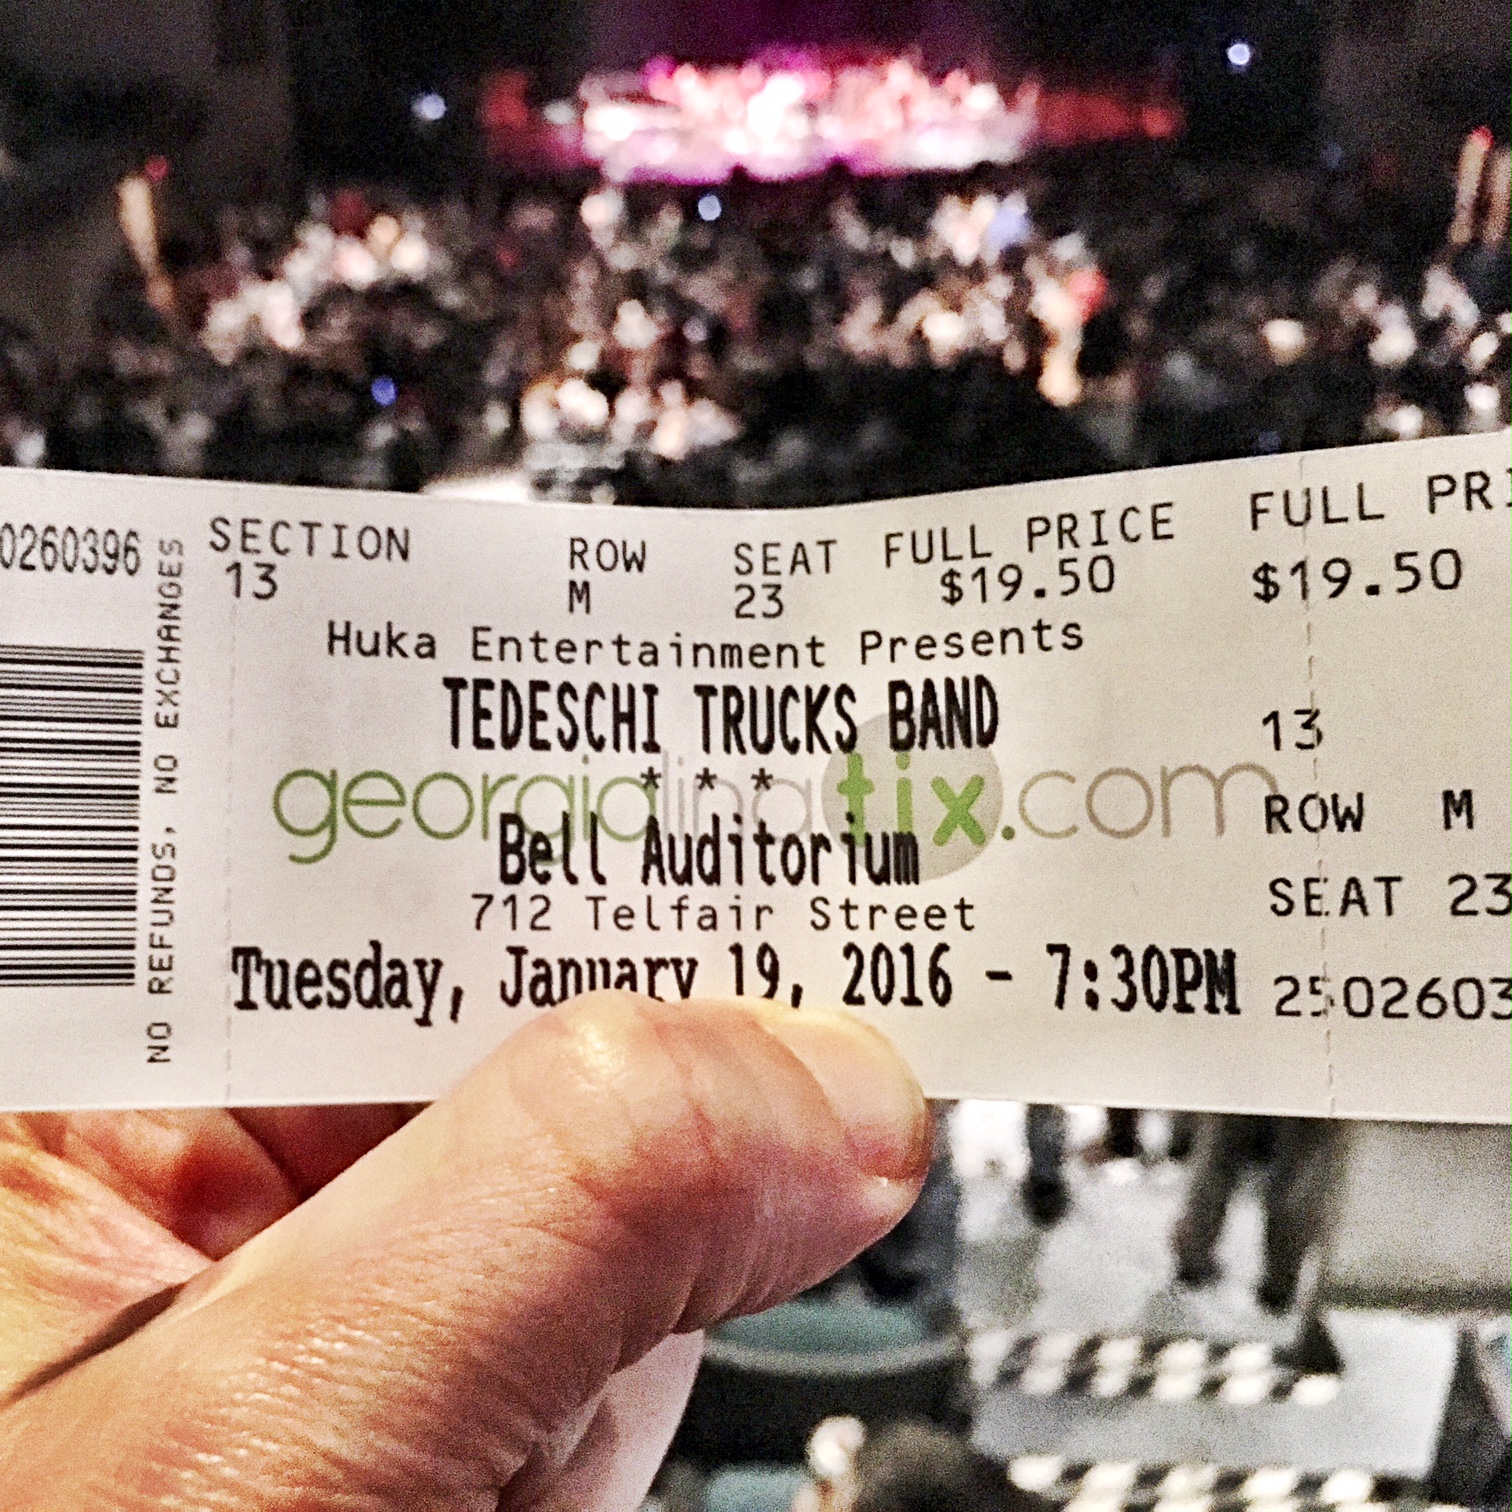 0260396
NO REFUNDS, NO EXCHANGES
SECTION ROW SEAT FULL PRICE
13 M 23 $19.50
Huka Entertainment Presents
TEDESCHI TRUCKS BAND
* * *
georgialinatix.com
Bell Auditorium
712 Telfair Street
Tuesday, January 19, 2016 - 7:30PM
FULL PRI
$19.50
13
ROW M
SEAT 23
2502603